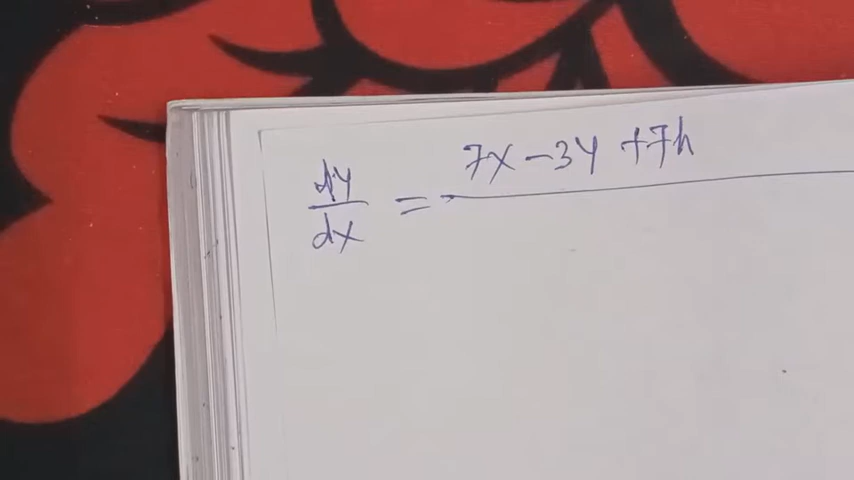 dy/dx = 7x - 3y + 7h